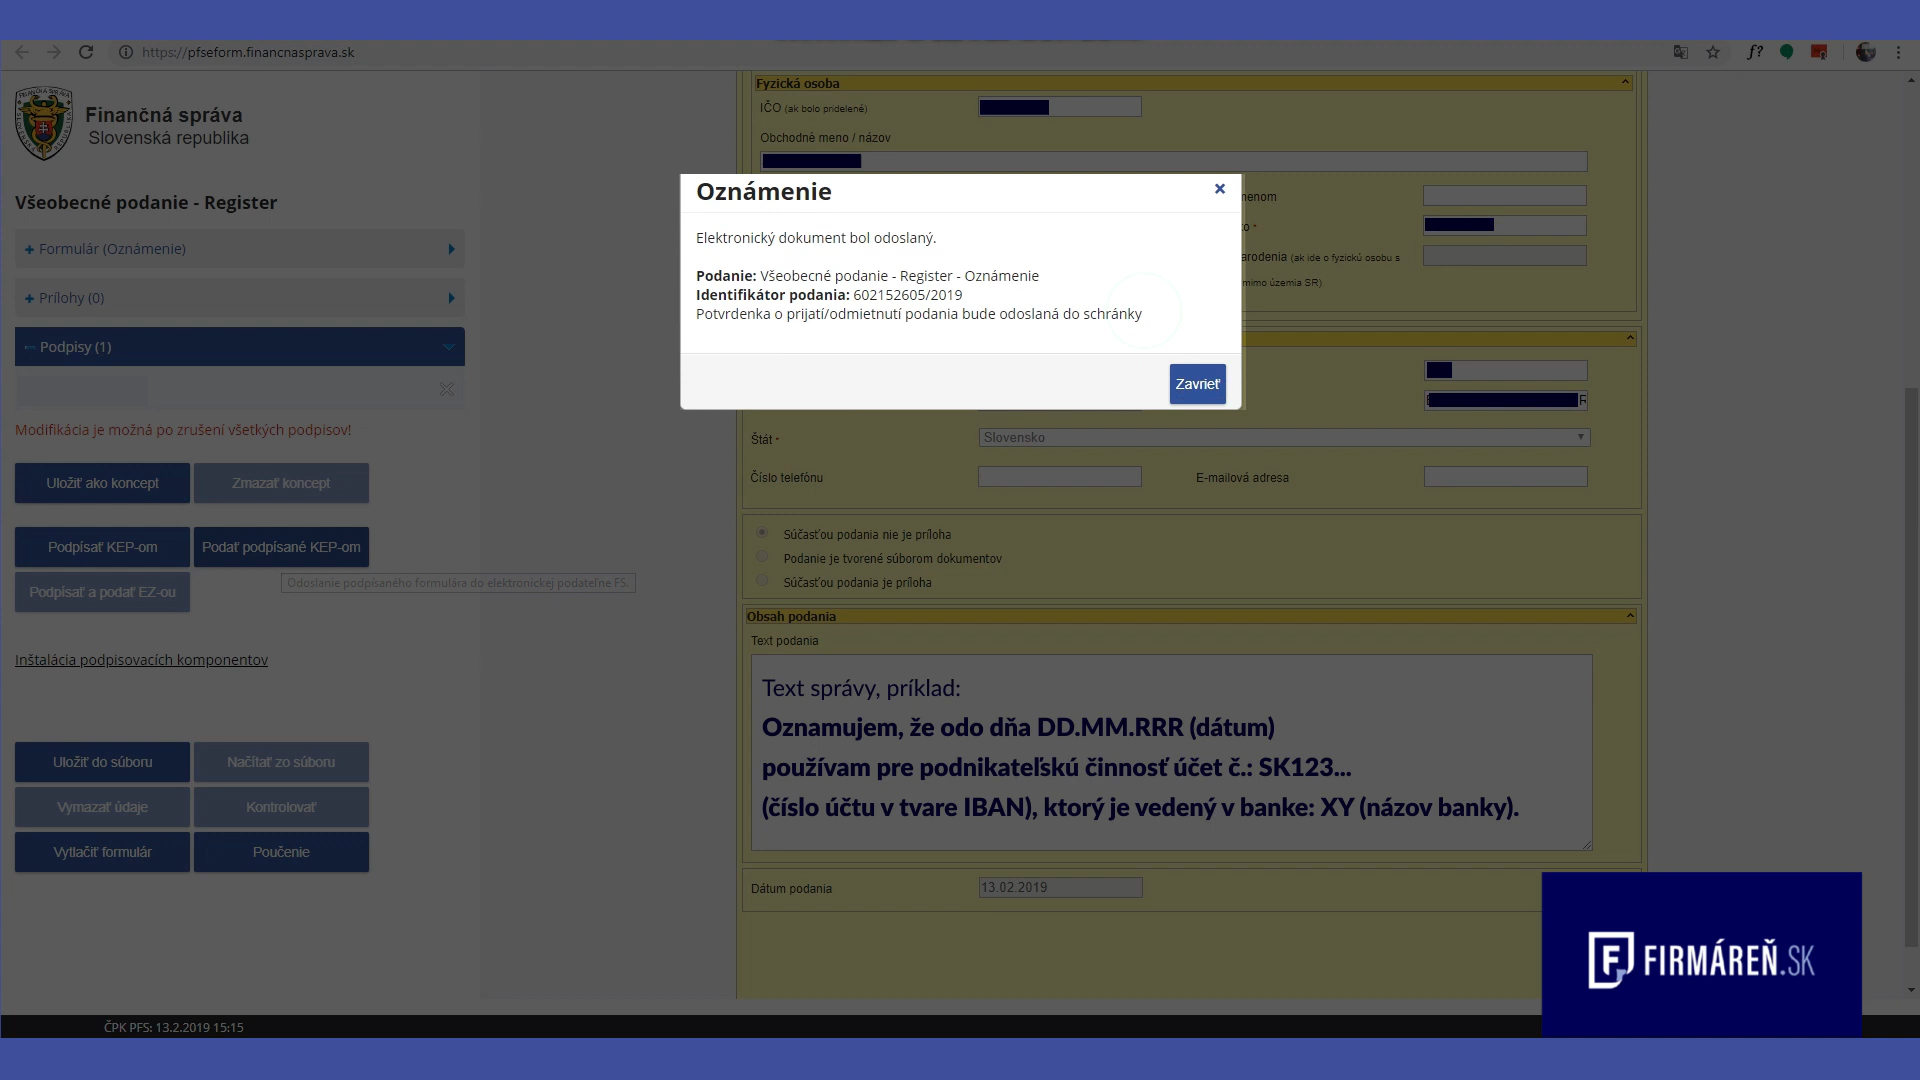 https://pfseform.financnasprava.sk
f?
Finančná správa
Slovenská republika
Všeobecné podanie - Register
+ Formulár (Oznámenie)
+ Prílohy (0)
Podpisy (1)
Modifikácia je možná po zrušení všetkých podpisov!
Uložiť ako koncept
Zmazať koncept
Podpísať KEP-om
Podať podpísané KEP-om
Podpísať a podať EZ-ou
Odoslanie podpísaného formulára do elektronickej podateľne FS.
Inštalácia podpisovacích komponentov
Uložiť do súboru
Načítať zo súboru
Vymazať údaje
Kontrolovať
Vytlačiť formulár
Poučenie
Fyzická osoba
IČO (ak bolo pridelené)
Obchodné meno / názov
menom
o *
arodenia (ak ide o fyzickú osobu s
mimo územia SR)
Oznámenie
×
Elektronický dokument bol odoslaný.
Podanie: Všeobecné podanie - Register - Oznámenie
Identifikátor podania: 602152605/2019
Potvrdenka o prijatí/odmietnutí podania bude odoslaná do schránky
Zavrieť
Štát *
Slovensko
Číslo telefónu
E-mailová adresa
Súčasťou podania nie je príloha
Podanie je tvorené súborom dokumentov
Súčasťou podania je príloha
Obsah podania
Text podania
Text správy, príklad:
Oznamujem, že odo dňa DD.MM.RRR (dátum)
používam pre podnikateľskú činnosť účet č.: SK123...
(číslo účtu v tvare IBAN), ktorý je vedený v banke: XY (názov banky).
Dátum podania
13.02.2019
FIRMÁREŇ.SK
ČPK PFS: 13.2.2019 15:15